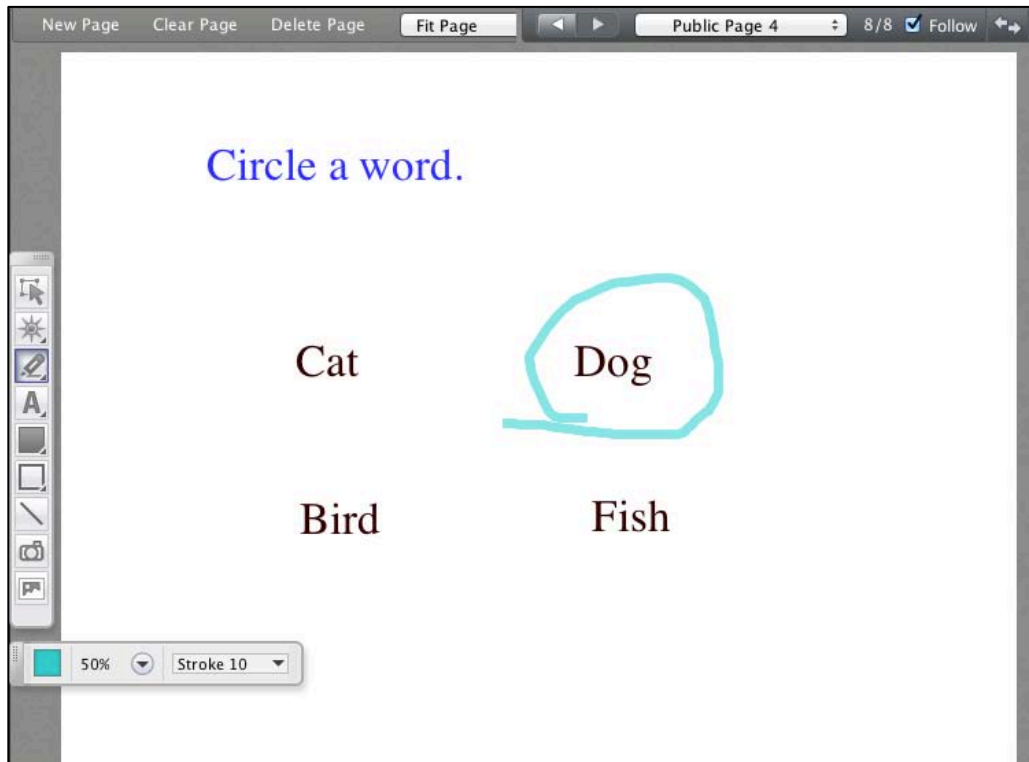 New Page Clear Page Delete Page Fit Page Public Page 4 8/8 Follow
Circle a word.
Cat Dog
Bird Fish
A
50% Stroke 10